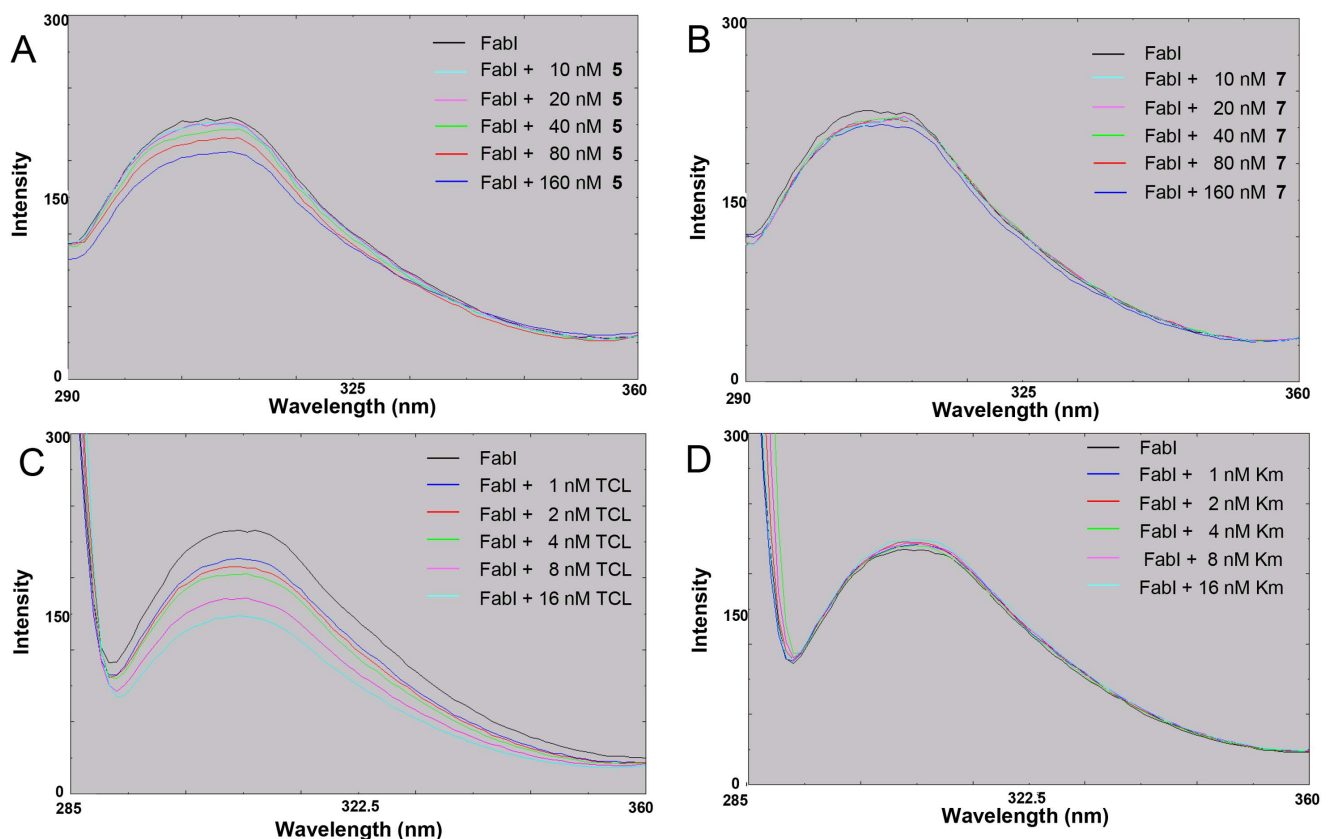 A
300
FabI
FabI + 10 nM 5
FabI + 20 nM 5
FabI + 40 nM 5
FabI + 80 nM 5
FabI + 160 nM 5
Intensity
150
0
290
325
360
Wavelength (nm)
B
300
FabI
FabI + 10 nM 7
FabI + 20 nM 7
FabI + 40 nM 7
FabI + 80 nM 7
FabI + 160 nM 7
Intensity
150
0
290
325
360
Wavelength (nm)
C
300
FabI
FabI + 1 nM TCL
FabI + 2 nM TCL
FabI + 4 nM TCL
FabI + 8 nM TCL
FabI + 16 nM TCL
Intensity
150
0
285
322.5
360
Wavelength (nm)
D
300
FabI
FabI + 1 nM Km
FabI + 2 nM Km
FabI + 4 nM Km
FabI + 8 nM Km
FabI + 16 nM Km
Intensity
150
0
285
322.5
360
Wavelength (nm)